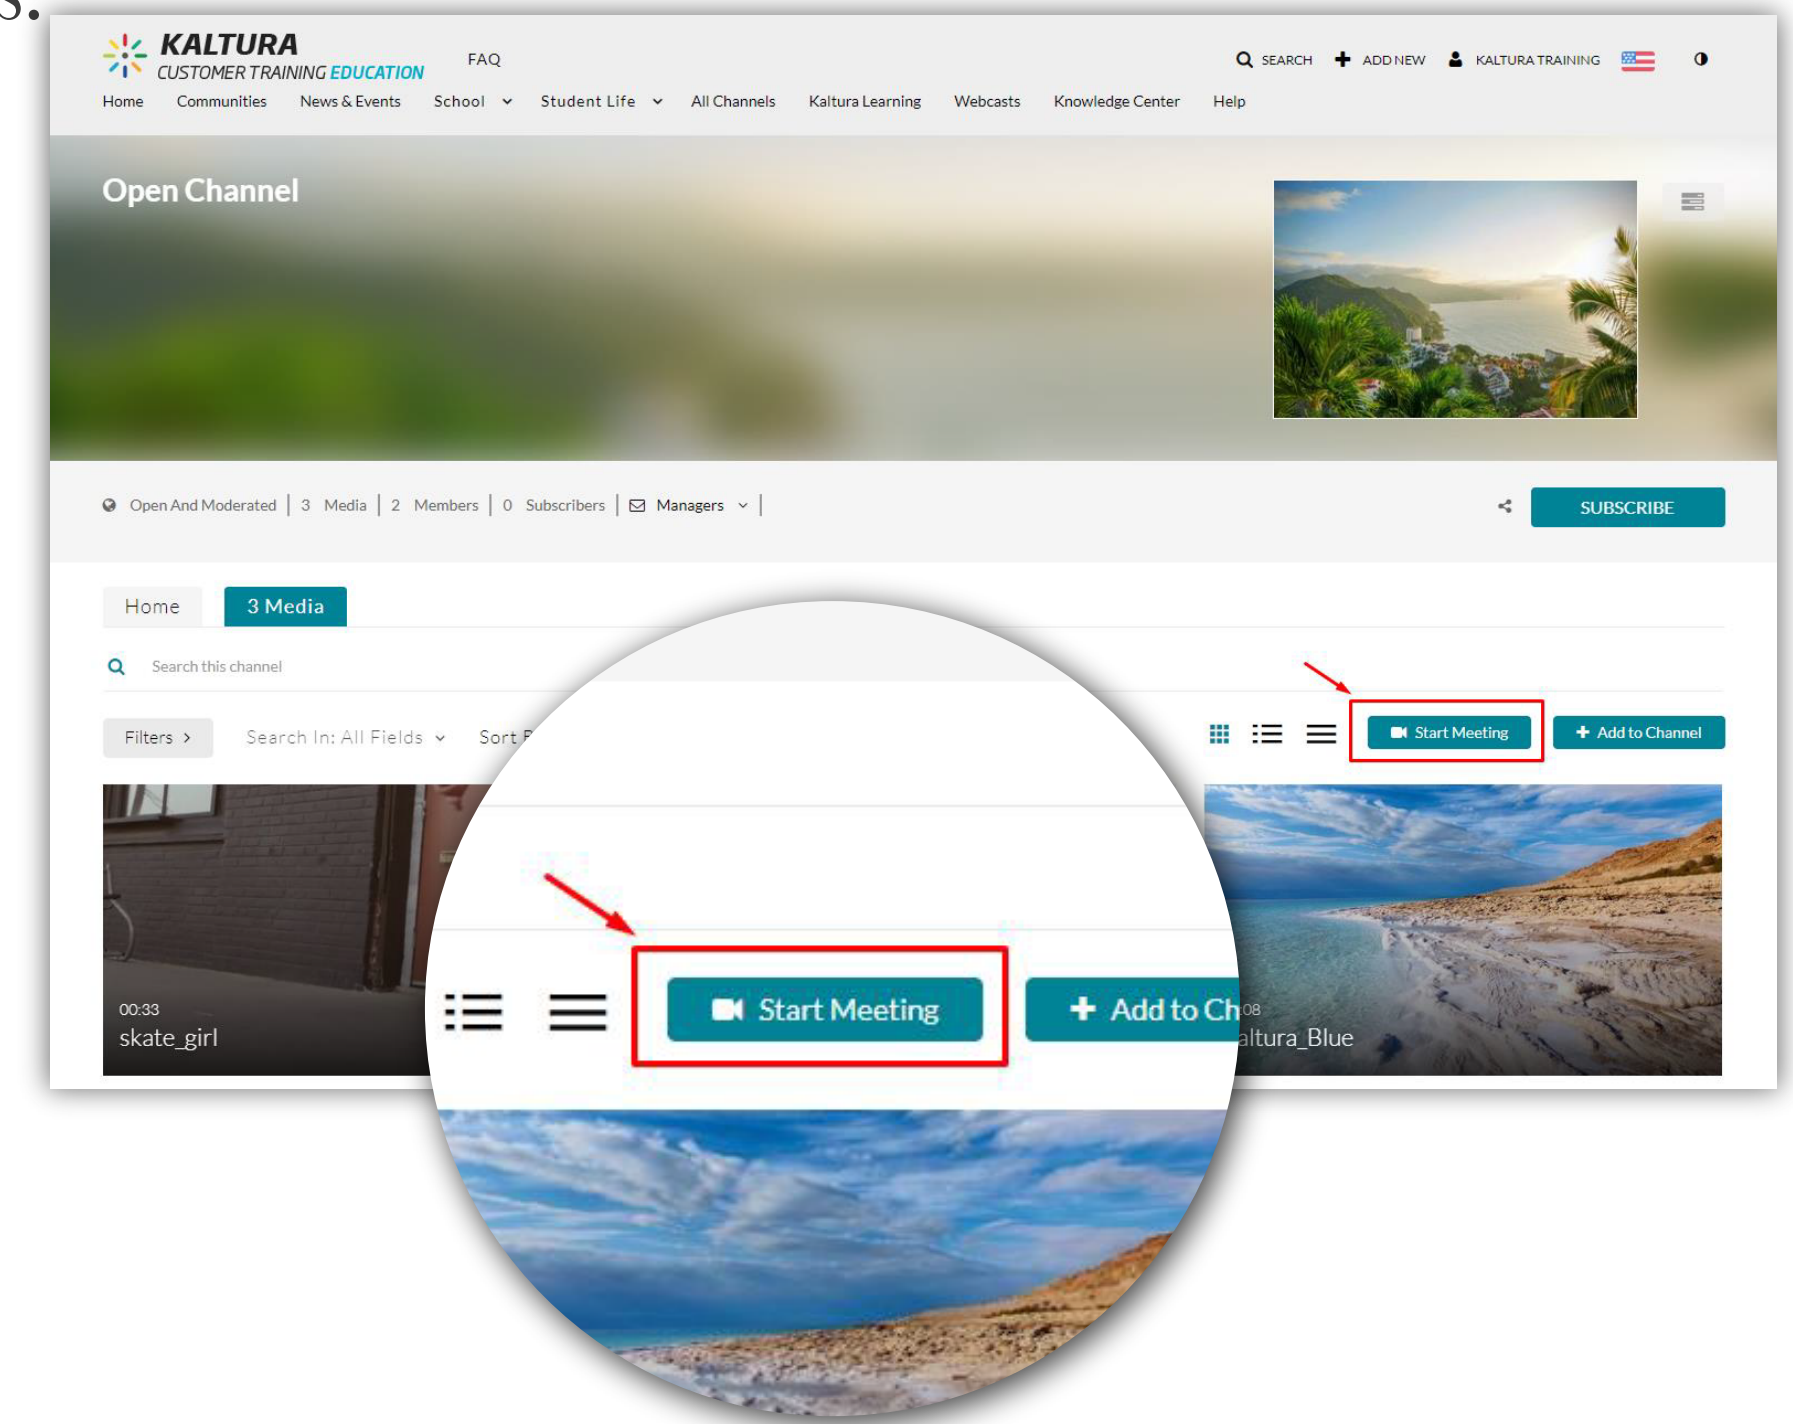 s.
KALTURA
CUSTOMER TRAINING EDUCATION
FAQ
SEARCH ADD NEW KALTURA TRAINING
Home Communities News & Events School Student Life All Channels Kaltura Learning Webcasts Knowledge Center Help
Open Channel
Open And Moderated | 3 Media | 2 Members | 0 Subscribers | Managers |
SUBSCRIBE
Home 3 Media
Search this channel
Filters > Search In: All Fields Sort
Start Meeting + Add to Channel
00:33
skate_girl
Start Meeting + Add to Ch
:08
altura_Blue